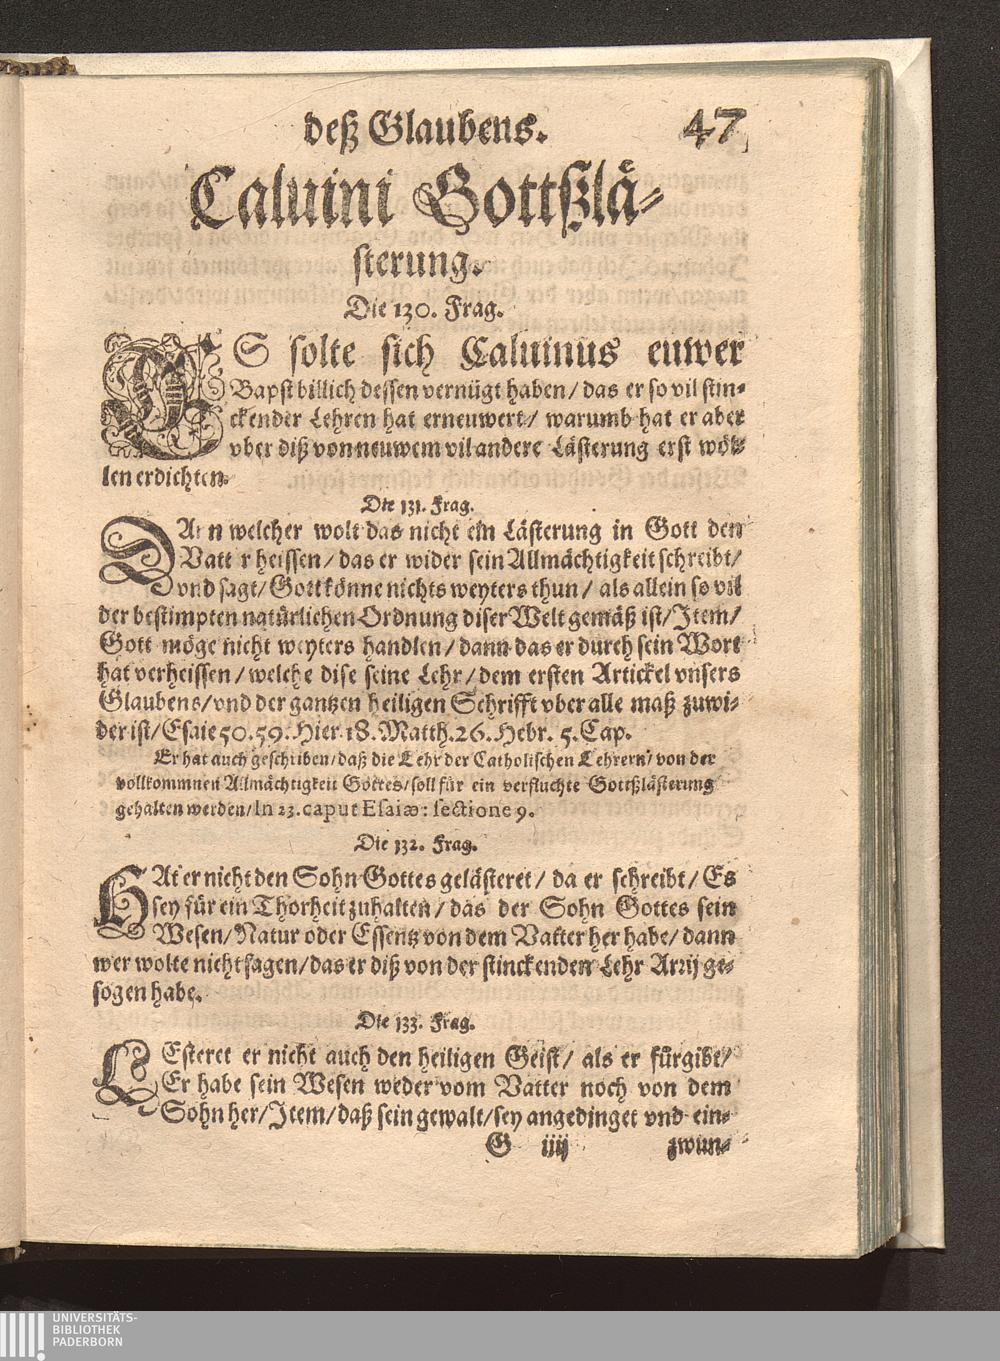 deß Glaubens. 47
Caluini Gottßlä-
sterung.
Die 130. Frag.
ES solte sich Caluinus euwer
Bapst billich dessen vernügt haben / das er so vil stin-
ckender Lehren hat erneuwert / warumb hat er aber
vber diß von neuwem vil andere Lästerung erst wöl-
len erdichten.
Die 131. Frag.
DAn welcher wolt das nicht ein Lästerung in Gott den
Vatter heissen / das er wider sein Allmächtigkeit schreibt /
vnd sagt / Gott könne nichts weyters thun / als allein so vil
der bestimpten natürlichen Ordnung diser Welt gemäß ist / Item /
Gott möge nicht weyters handlen / dann das er durch sein Wort
hat verheissen / welche dise seine Lehr / dem ersten Artickel vnsers
Glaubens / vnd der gantzen heiligen Schrifft vber alle maß zuwi-
der ist / Esaie 50. 59. Hier. 18. Matth. 26. Hebr. 5. Cap.
Er hat auch geschriben / daß die Lehr der Catholischen Lehrern / von der
vollkommnen Allmächtigkeit Gottes / soll für ein verfluchte Gottßlästerung
gehalten werden / In 23. caput Esaiæ: sectione 9.
Die 132. Frag.
HAt er nicht den Sohn Gottes gelästeret / da er schreibt / Es
sey für ein Thorheit zuhalten / das der Sohn Gottes sein
Wesen / Natur oder Essentz von dem Vatter her habe / dann
wer wolte nicht sagen / das er diß von der stinckenden Lehr Arrij ge-
sogen habe.
Die 133. Frag.
LEsteret er nicht auch den heiligen Geist / als er fürgibt /
Er habe sein Wesen weder vom Vatter noch von dem
Sohn her / Item / daß sein gewalt / sey angedinget vnd ein-
G iiij zwun-
UNIVERSITÄTS-
BIBLIOTHEK
PADERBORN